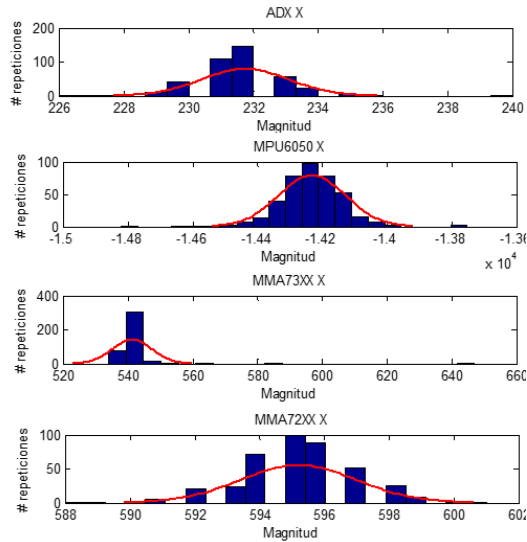 ADX X
200
100
0
# repeticiones
226 228 230 232 234 236 238 240
Magnitud
MPU6050 X
100
50
0
# repeticiones
-1.5 -1.48 -1.46 -1.44 -1.42 -1.4 -1.38 -1.36
Magnitud
x 10⁴
MMA73XX X
400
200
0
# repeticiones
520 540 560 580 600 620 640 660
Magnitud
MMA72XX X
100
50
0
# repeticiones
588 590 592 594 596 598 600 602
Magnitud